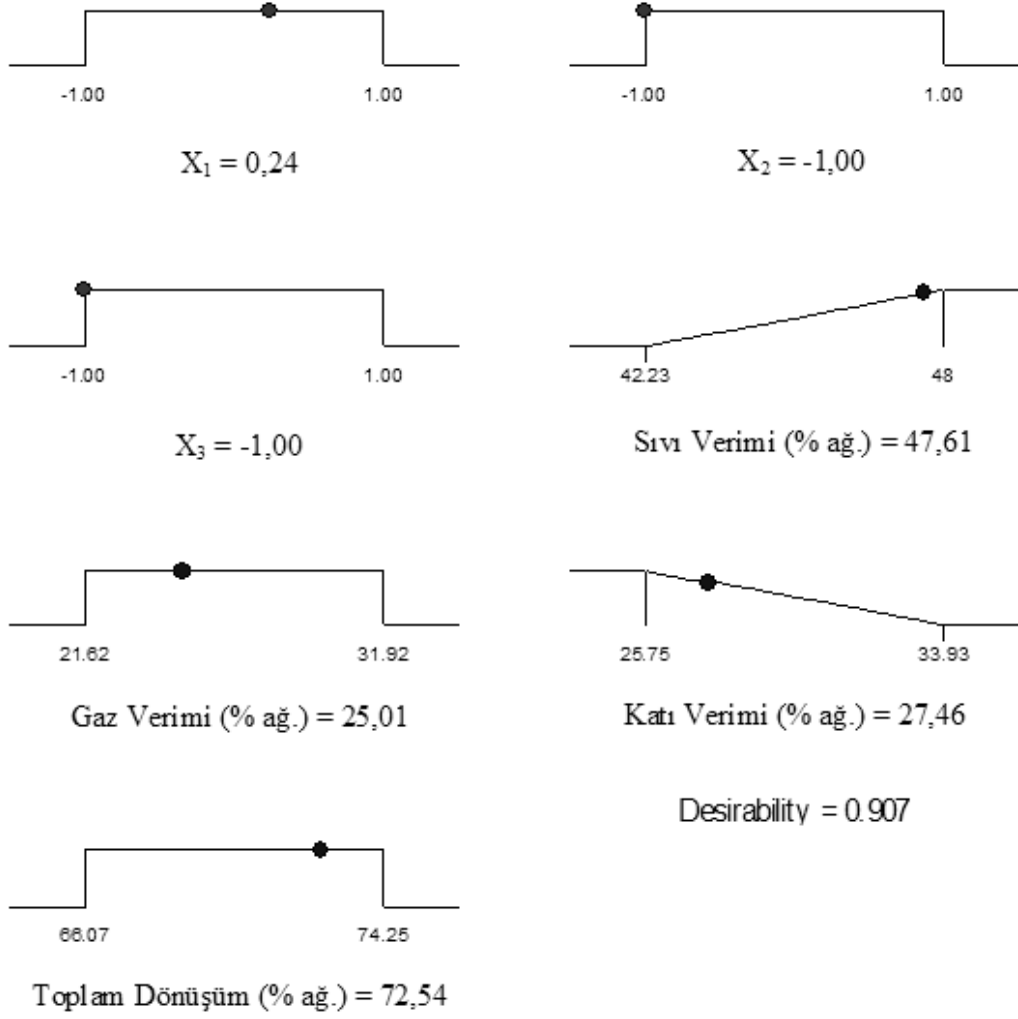 -1.00 1.00
X₁ = 0,24
-1.00 1.00
X₂ = -1,00
-1.00 1.00
X₃ = -1,00
42.23 48
Sıvı Verimi (% ağ.) = 47,61
21.62 31.92
Gaz Verimi (% ağ.) = 25,01
25.75 33.93
Katı Verimi (% ağ.) = 27,46
Desirability = 0.907
66.07 74.25
Toplam Dönüşüm (% ağ.) = 72,54